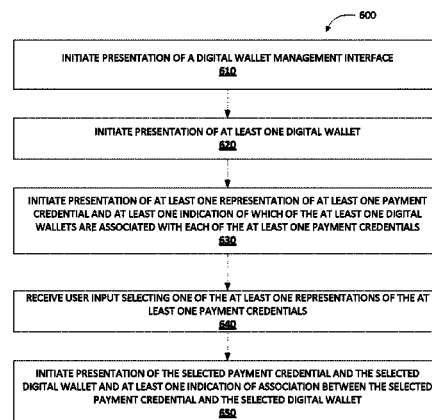 600
INITIATE PRESENTATION OF A DIGITAL WALLET MANAGEMENT INTERFACE
610
INITIATE PRESENTATION OF AT LEAST ONE DIGITAL WALLET
620
INITIATE PRESENTATION OF AT LEAST ONE REPRESENTATION OF AT LEAST ONE PAYMENT
CREDENTIAL AND AT LEAST ONE INDICATION OF WHICH OF THE AT LEAST ONE DIGITAL
WALLETS ARE ASSOCIATED WITH EACH OF THE AT LEAST ONE PAYMENT CREDENTIALS
630
RECEIVE USER INPUT SELECTING ONE OF THE AT LEAST ONE REPRESENTATIONS OF THE AT
LEAST ONE PAYMENT CREDENTIALS
640
INITIATE PRESENTATION OF THE SELECTED PAYMENT CREDENTIAL AND THE SELECTED
DIGITAL WALLET AND AT LEAST ONE INDICATION OF ASSOCIATION BETWEEN THE SELECTED
PAYMENT CREDENTIAL AND THE SELECTED DIGITAL WALLET
650